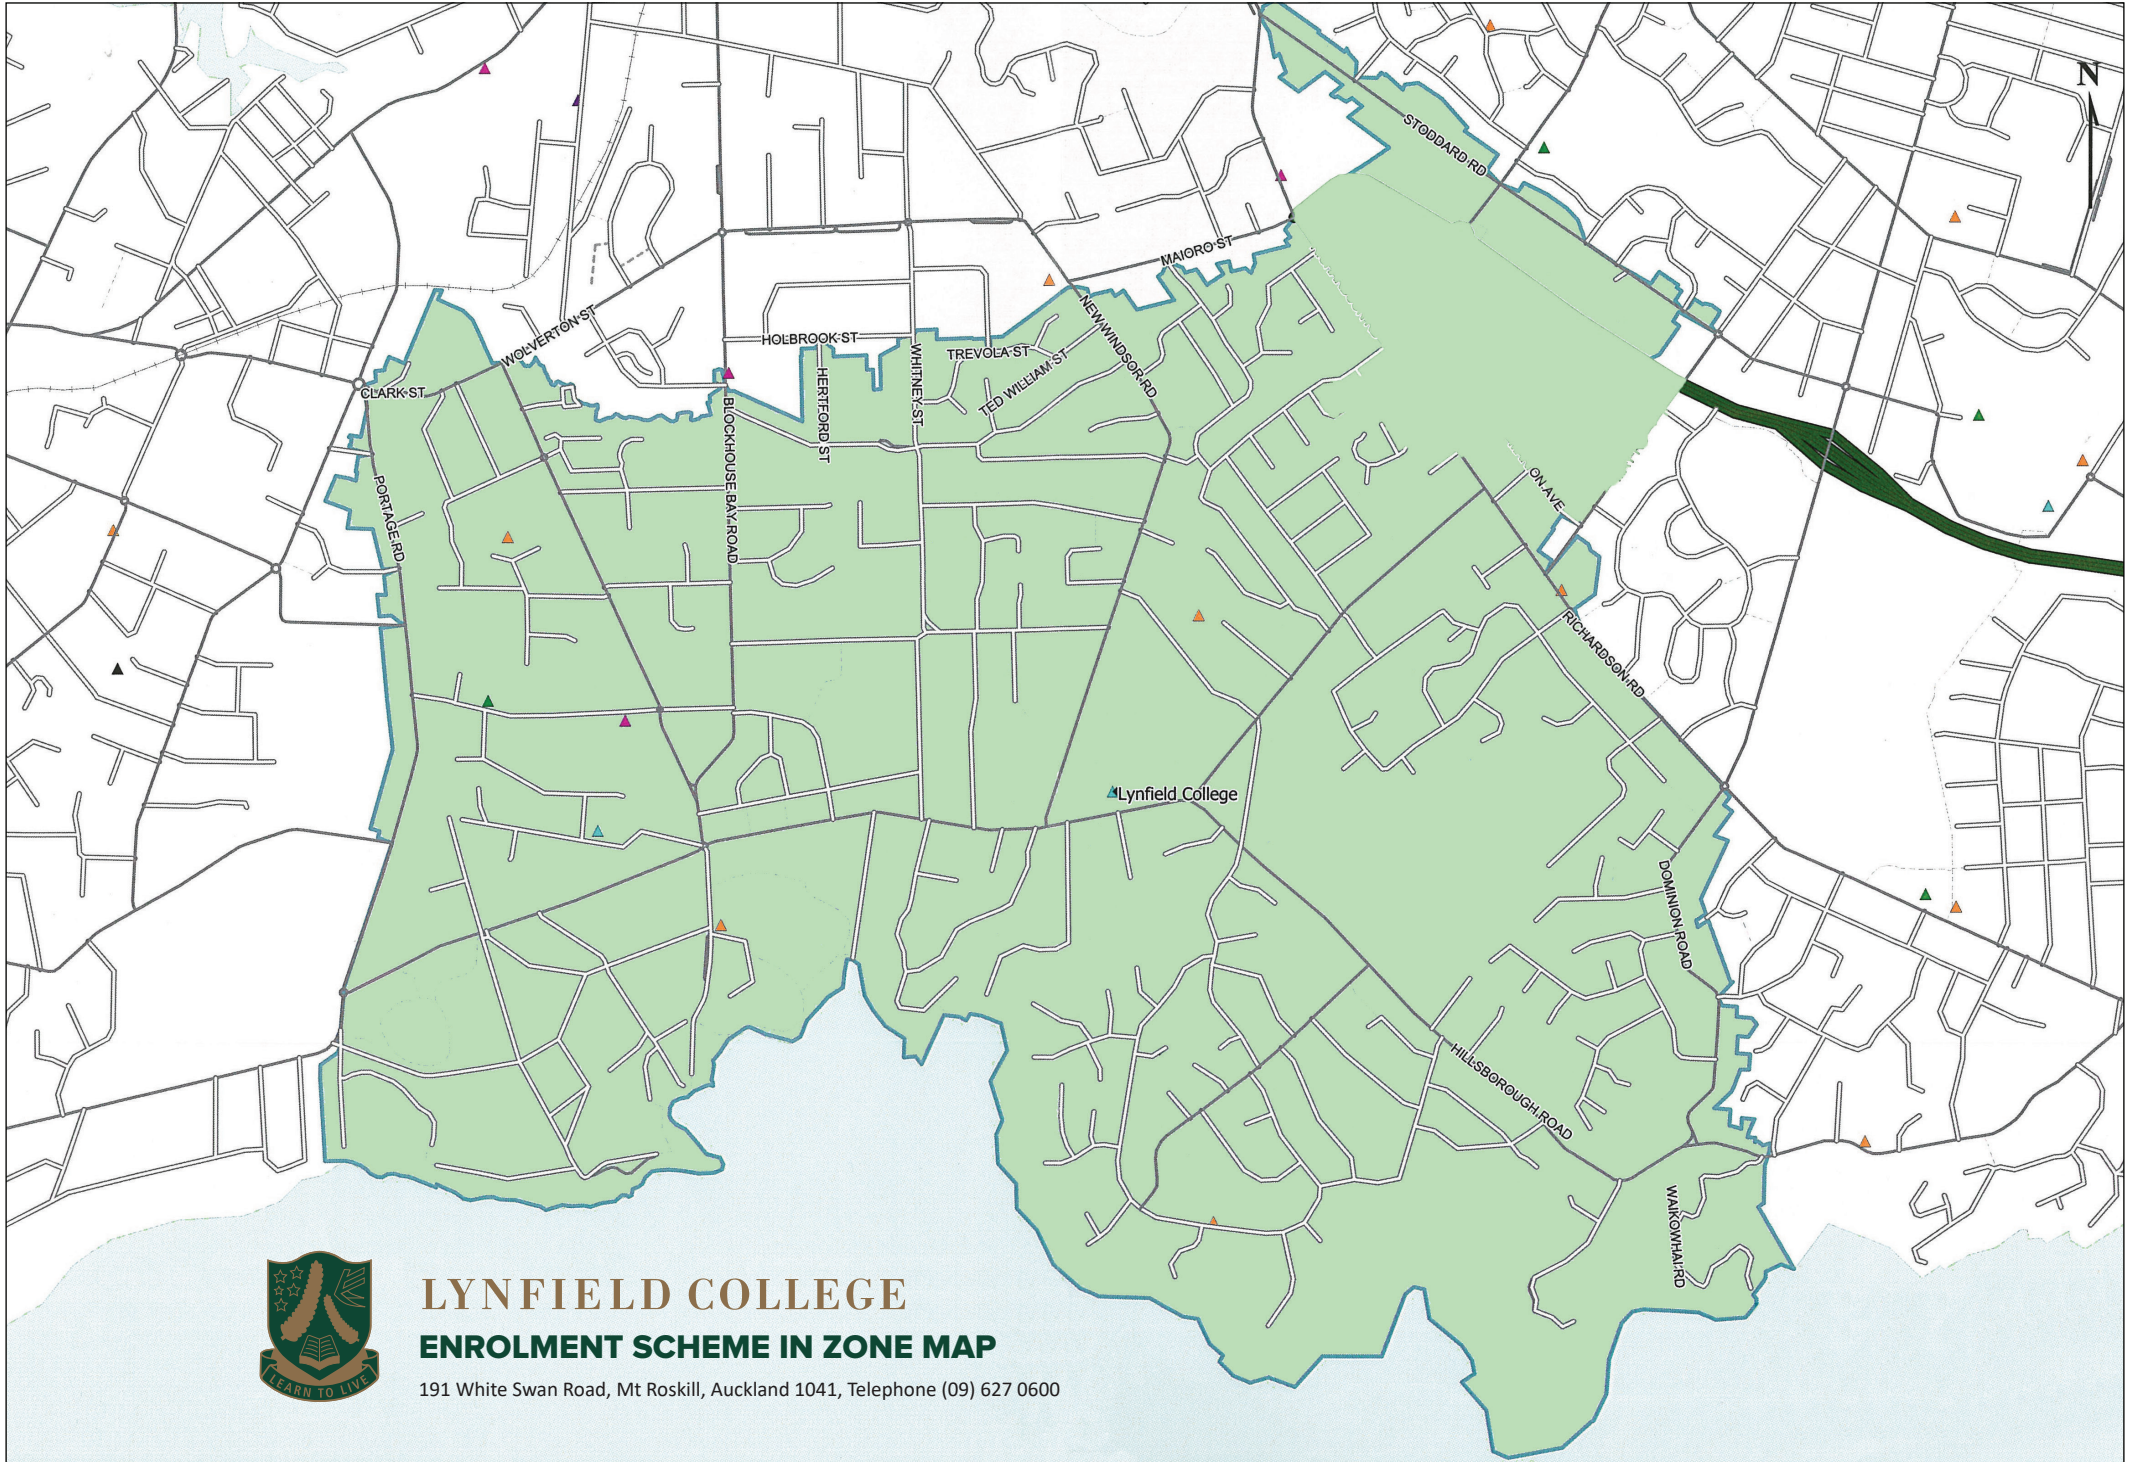 N
STODDARD RD
MAIORO ST
WOLVERTON ST
NEW WINDSOR RD
HOLBROOK ST
TREVOLA ST
WHITNEY ST
TED WILLIAM ST
HERTFORD ST
CLARK ST
BLOCKHOUSE BAY ROAD
PORTAGE RD
ON AVE
RICHARDSON RD
Lynfield College
DOMINION ROAD
HILLSBOROUGH ROAD
WAIKOWHAI RD
LYNFIELD COLLEGE
ENROLMENT SCHEME IN ZONE MAP
LEARN TO LIVE
191 White Swan Road, Mt Roskill, Auckland 1041, Telephone (09) 627 0600